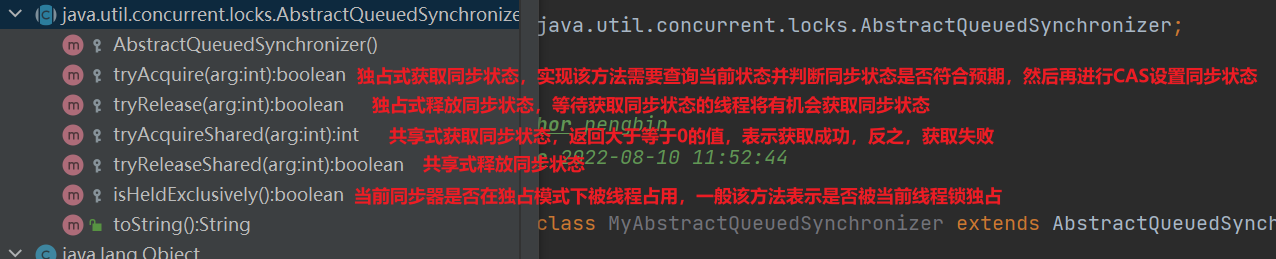 java.util.concurrent.locks.AbstractQueuedSynchronize
java.util.concurrent.locks.AbstractQueuedSynchronizer;
AbstractQueuedSynchronizer()
tryAcquire(arg:int):boolean 独占式获取同步状态，实现该方法需要查询当前状态并判断同步状态是否符合预期，然后再进行CAS设置同步状态
tryRelease(arg:int):boolean 独占式释放同步状态，等待获取同步状态的线程将有机会获取同步状态
hor pengbin
tryAcquireShared(arg:int):int 共享式获取同步状态，返回大于等于0的值，表示获取成功，反之，获取失败
tryReleaseShared(arg:int):boolean 共享式释放同步状态
2022-08-10 11:52:44
isHeldExclusively():boolean 当前同步器是否在独占模式下被线程占用，一般该方法表示是否被当前线程锁独占
toString():String
class MyAbstractQueuedSynchronizer extends AbstractQueuedSynch
java.lang.Object